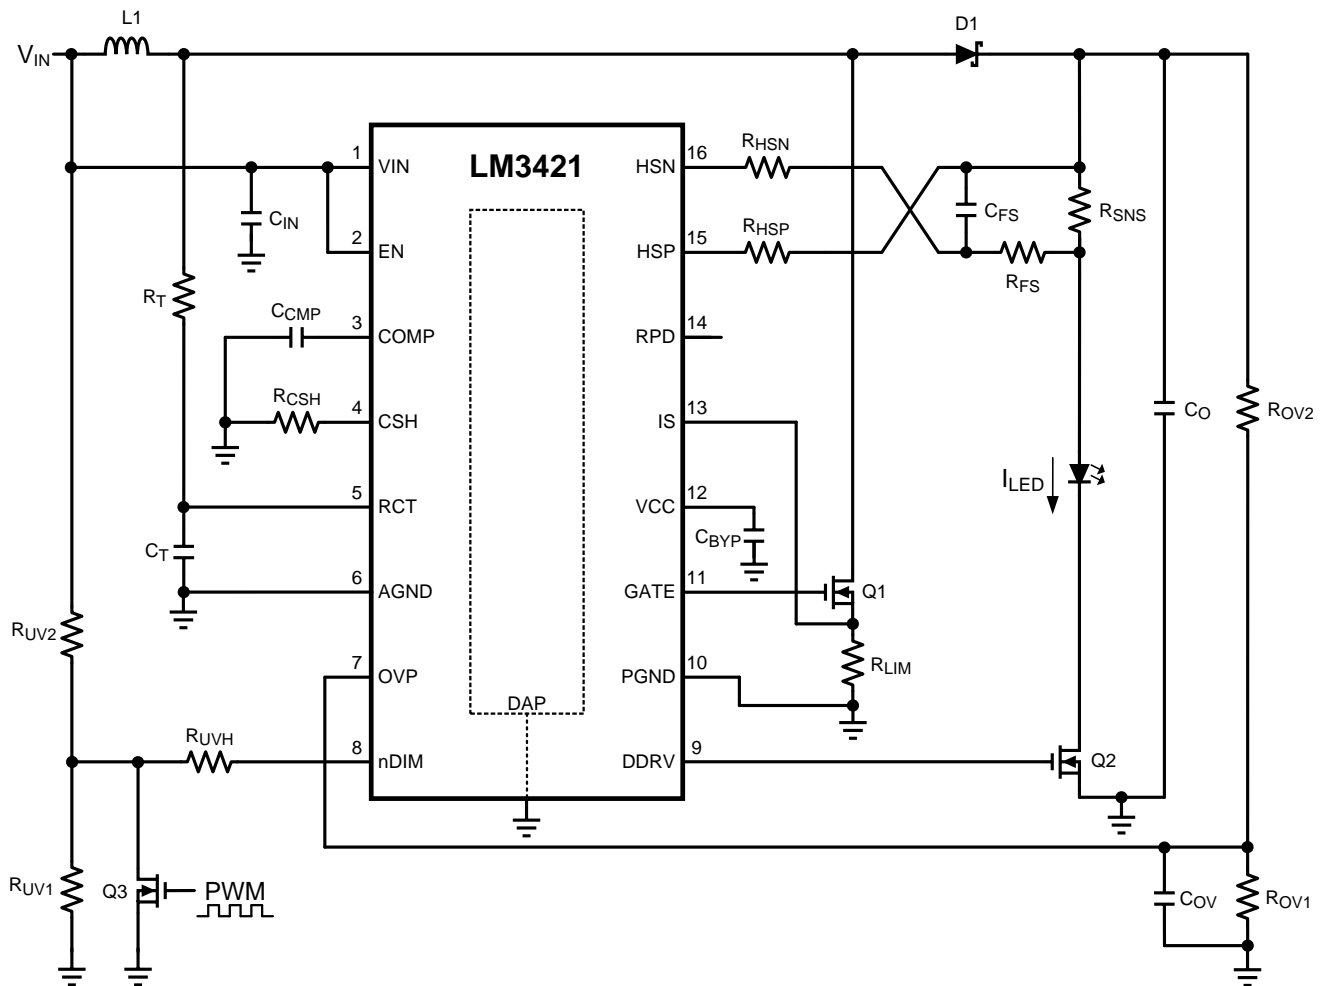 L1
D1
VIN
LM3421
1
VIN
HSN
16
RHSN
CIN
CFS
RSNS
2
EN
HSP
15
RHSP
RFS
RT
CCMP
3
COMP
RPD
14
RCSH
4
CSH
IS
13
CO
ROV2
ILED
5
RCT
VCC
12
CBYP
CT
6
AGND
GATE
11
Q1
RUV2
7
OVP
PGND
10
RLIM
DAP
RUVH
8
nDIM
DDRV
9
Q2
RUV1
Q3
PWM
COV
ROV1